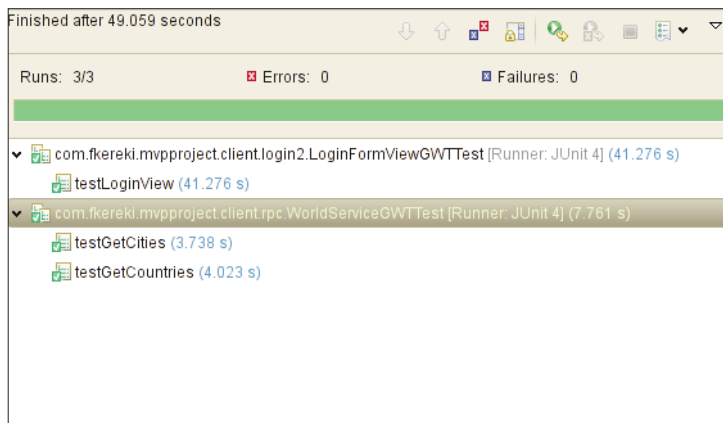 Finished after 49.059 seconds
Runs: 3/3 Errors: 0 Failures: 0
com.fkereki.mvpproject.client.login2.LoginFormViewGWTTest [Runner: JUnit 4] (41.276 s)
testLoginView (41.276 s)
com.fkereki.mvpproject.client.rpc.WorldServiceGWTTest [Runner: JUnit 4] (7.761 s)
testGetCities (3.738 s)
testGetCountries (4.023 s)